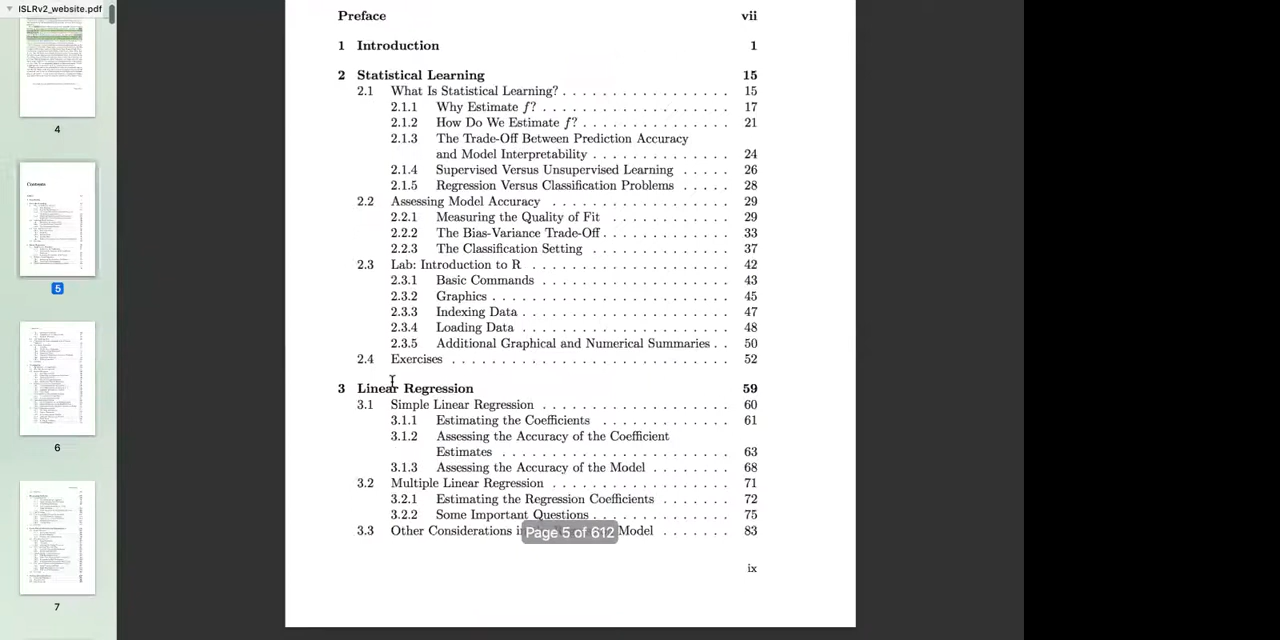 ISLRv2_website.pdf
4
5
6
7
Preface vii
1 Introduction 1
2 Statistical Learning 15
2.1 What Is Statistical Learning? . . . . . . . . . . . . . . . . . 15
2.1.1 Why Estimate f? . . . . . . . . . . . . . . . . . 17
2.1.2 How Do We Estimate f? . . . . . . . . . . . . . 21
2.1.3 The Trade-Off Between Prediction Accuracy
and Model Interpretability . . . . . . . . . . . . 24
2.1.4 Supervised Versus Unsupervised Learning . . . . . 26
2.1.5 Regression Versus Classification Problems . . . . . 28
2.2 Assessing Model Accuracy . . . . . . . . . . . . . . . . . 29
2.2.1 Measuring the Quality of Fit . . . . . . . . . . . 29
2.2.2 The Bias-Variance Trade-Off . . . . . . . . . . . . 33
2.2.3 The Classification Setting . . . . . . . . . . . . . 37
2.3 Lab: Introduction to R . . . . . . . . . . . . . . . . . . 42
2.3.1 Basic Commands . . . . . . . . . . . . . . . . . 43
2.3.2 Graphics . . . . . . . . . . . . . . . . . . . . . 45
2.3.3 Indexing Data . . . . . . . . . . . . . . . . . . . 47
2.3.4 Loading Data . . . . . . . . . . . . . . . . . . . 48
2.3.5 Additional Graphical and Numerical Summaries . . 50
2.4 Exercises . . . . . . . . . . . . . . . . . . . . . . . . 52
3 Linear Regression 59
3.1 Simple Linear Regression . . . . . . . . . . . . . . . . . 60
3.1.1 Estimating the Coefficients . . . . . . . . . . . . 61
3.1.2 Assessing the Accuracy of the Coefficient
Estimates . . . . . . . . . . . . . . . . . . . . . 63
3.1.3 Assessing the Accuracy of the Model . . . . . . . 68
3.2 Multiple Linear Regression . . . . . . . . . . . . . . . . 71
3.2.1 Estimating the Regression Coefficients . . . . . . . 72
3.2.2 Some Important Questions . . . . . . . . . . . . . 75
3.3 Other Considerations Model . . . . . . . 83
Page 5 of 612
ix